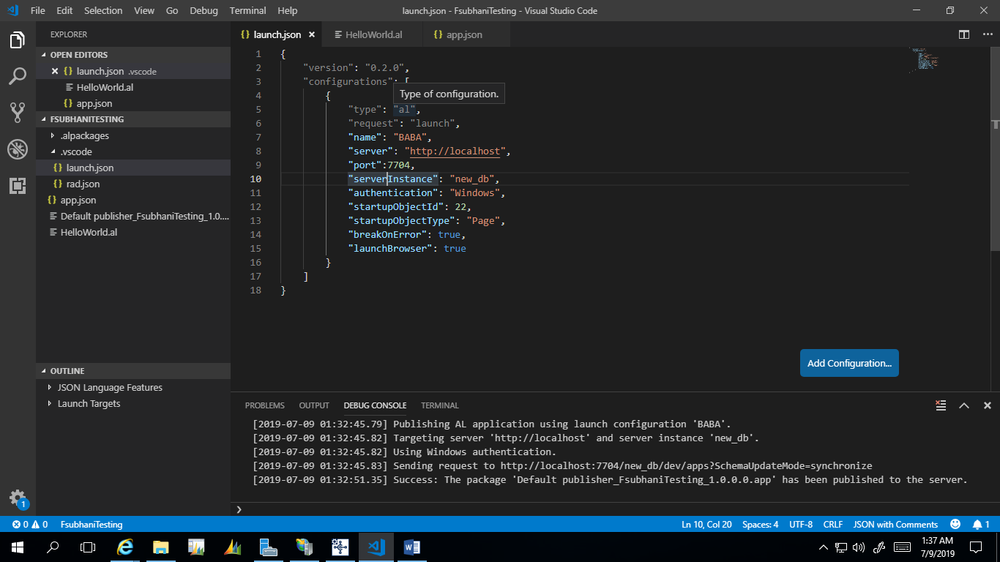 File Edit Selection View Go Debug Terminal Help
launch.json - FsubhaniTesting - Visual Studio Code
EXPLORER
OPEN EDITORS
{} launch.json .vscode
HelloWorld.al
{} app.json
FSUBHANITESTING
.alpackages
.vscode
{} launch.json
{} rad.json
{} app.json
Default publisher_FsubhaniTesting_1.0....
HelloWorld.al
OUTLINE
JSON Language Features
Launch Targets
{} launch.json HelloWorld.al {} app.json
1 {
2 "version": "0.2.0",
3 "configurations": [
Type of configuration.
4 {
5 "type": "al",
6 "request": "launch",
7 "name": "BABA",
8 "server": "http://localhost",
9 "port":7704,
10 "serverInstance": "new_db",
11 "authentication": "Windows",
12 "startupObjectId": 22,
13 "startupObjectType": "Page",
14 "breakOnError": true,
15 "launchBrowser": true
16 }
17 ]
18 }
Add Configuration...
PROBLEMS OUTPUT DEBUG CONSOLE TERMINAL
[2019-07-09 01:32:45.79] Publishing AL application using launch configuration 'BABA'.
[2019-07-09 01:32:45.82] Targeting server 'http://localhost' and server instance 'new_db'.
[2019-07-09 01:32:45.82] Using Windows authentication.
[2019-07-09 01:32:45.83] Sending request to http://localhost:7704/new_db/dev/apps?SchemaUpdateMode=synchronize
[2019-07-09 01:32:51.35] Success: The package 'Default publisher_FsubhaniTesting_1.0.0.0.app' has been published to the server.
1
0 0 FsubhaniTesting Ln 10, Col 20 Spaces: 4 UTF-8 CRLF JSON with Comments 1
1:37 AM
7/9/2019